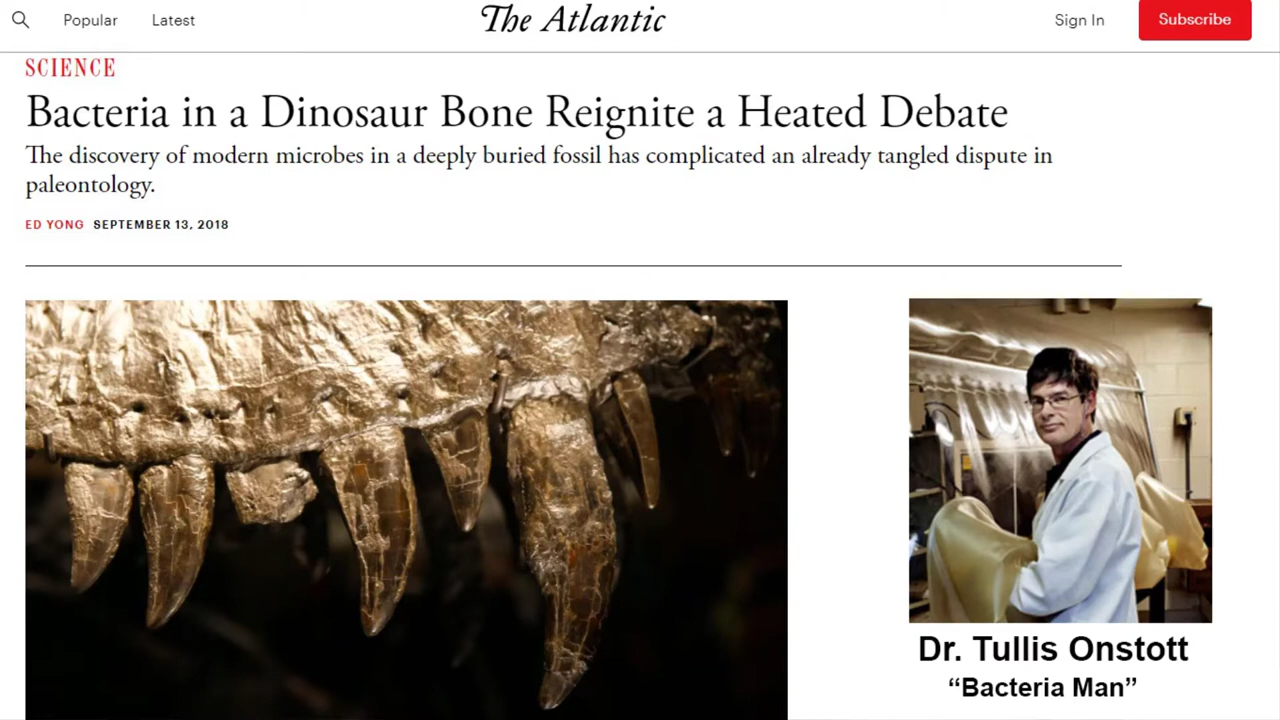 Popular
Latest
The Atlantic
Sign In
Subscribe
SCIENCE
Bacteria in a Dinosaur Bone Reignite a Heated Debate
The discovery of modern microbes in a deeply buried fossil has complicated an already tangled dispute in
paleontology.
ED YONG SEPTEMBER 13, 2018
Dr. Tullis Onstott
“Bacteria Man”